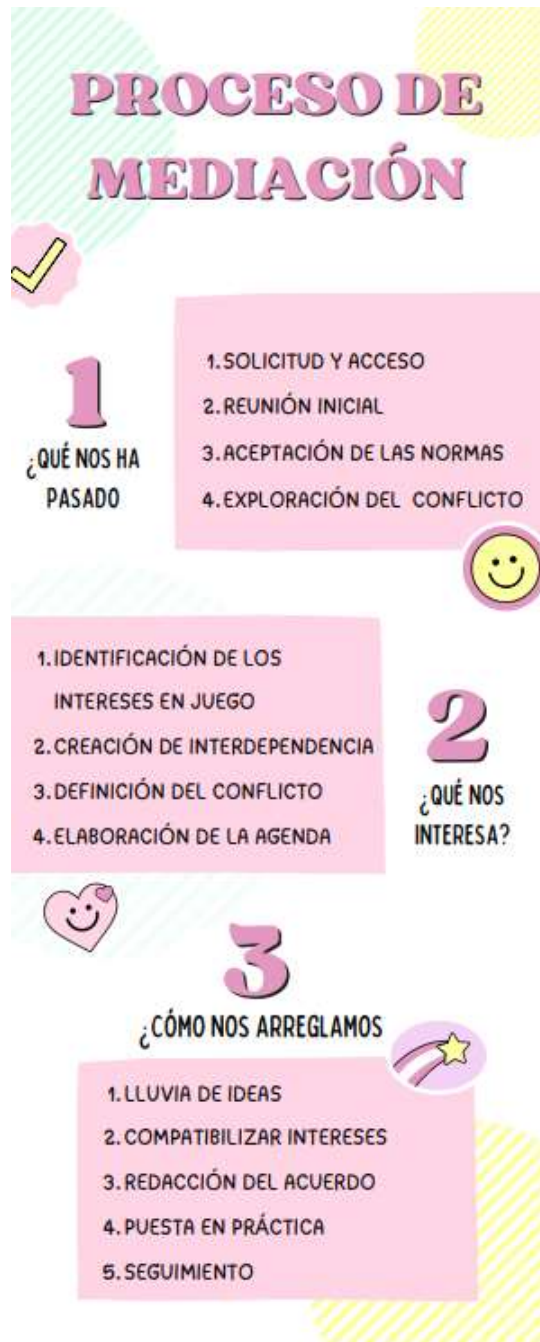 PROCESO DE
MEDIACIÓN
1
¿QUÉ NOS HA
PASADO
1.SOLICITUD Y ACCESO
2.REUNIÓN INICIAL
3.ACEPTACIÓN DE LAS NORMAS
4.EXPLORACIÓN DEL CONFLICTO
2
¿QUÉ NOS
INTERESA?
1.IDENTIFICACIÓN DE LOS
INTERESES EN JUEGO
2.CREACIÓN DE INTERDEPENDENCIA
3.DEFINICIÓN DEL CONFLICTO
4.ELABORACIÓN DE LA AGENDA
3
¿CÓMO NOS ARREGLAMOS
1.LLUVIA DE IDEAS
2.COMPATIBILIZAR INTERESES
3.REDACCIÓN DEL ACUERDO
4.PUESTA EN PRÁCTICA
5.SEGUIMIENTO